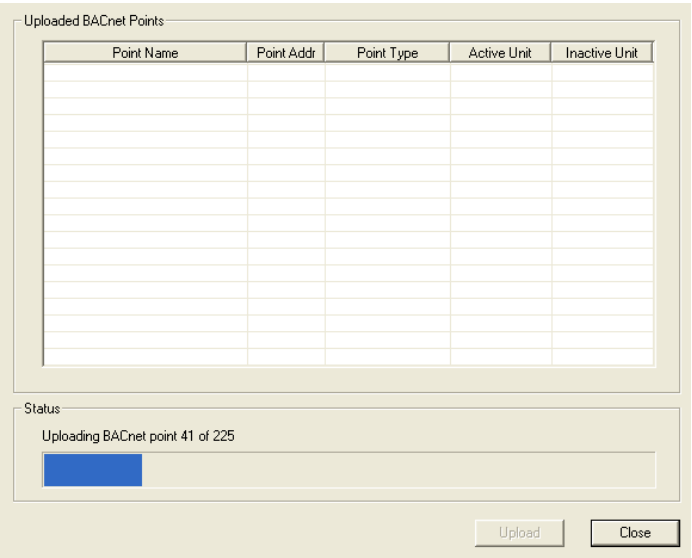 Uploaded BACnet Points
Point Name Point Addr Point Type Active Unit Inactive Unit
Status
Uploading BACnet point 41 of 225
Upload Close